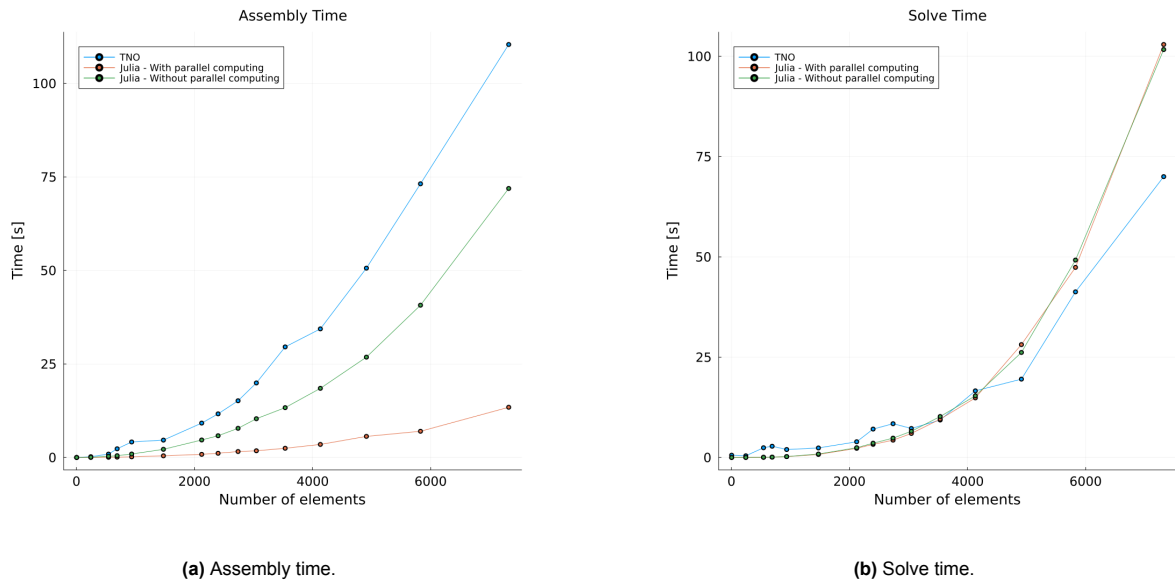 Assembly Time
TNO
Julia - With parallel computing
Julia - Without parallel computing
100
75
50
25
0
Time [s]
0 2000 4000 6000
Number of elements
(a) Assembly time.
Solve Time
TNO
Julia - With parallel computing
Julia - Without parallel computing
100
75
50
25
0
Time [s]
0 2000 4000 6000
Number of elements
(b) Solve time.